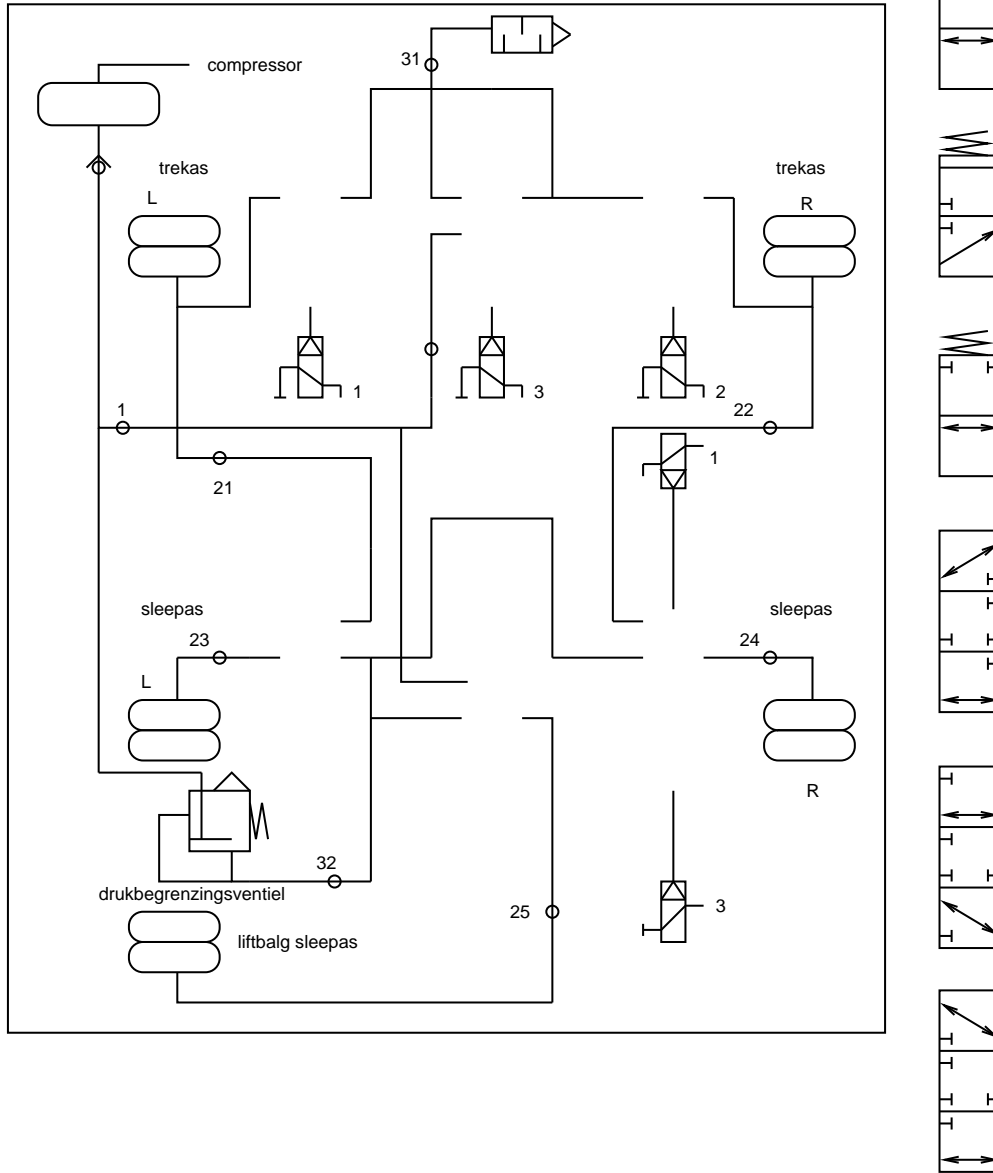 31
compressor
trekas
trekas
L
R
1
3
2
1
22
1
21
sleepas
sleepas
23
24
L
R
32
drukbegrenzingsventiel
3
25
liftbalg sleepas